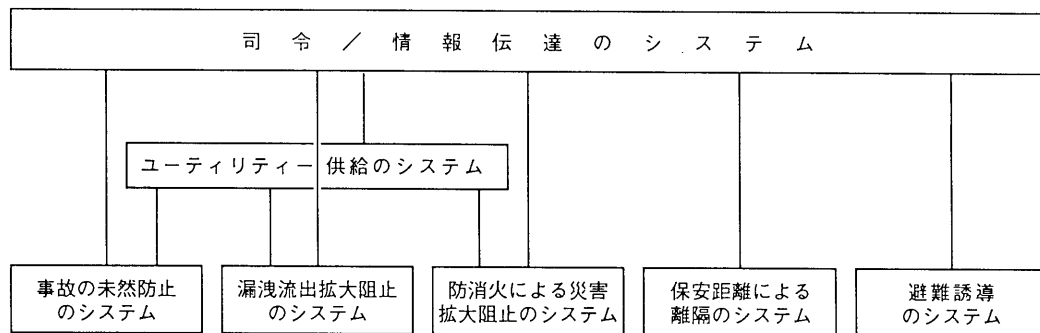 司令／情報伝達のシステム
ユーティリティー供給のシステム
事故の未然防止
のシステム
漏洩流出拡大阻止
のシステム
防消火による災害
拡大阻止のシステム
保安距離による
離隔のシステム
避難誘導
のシステム